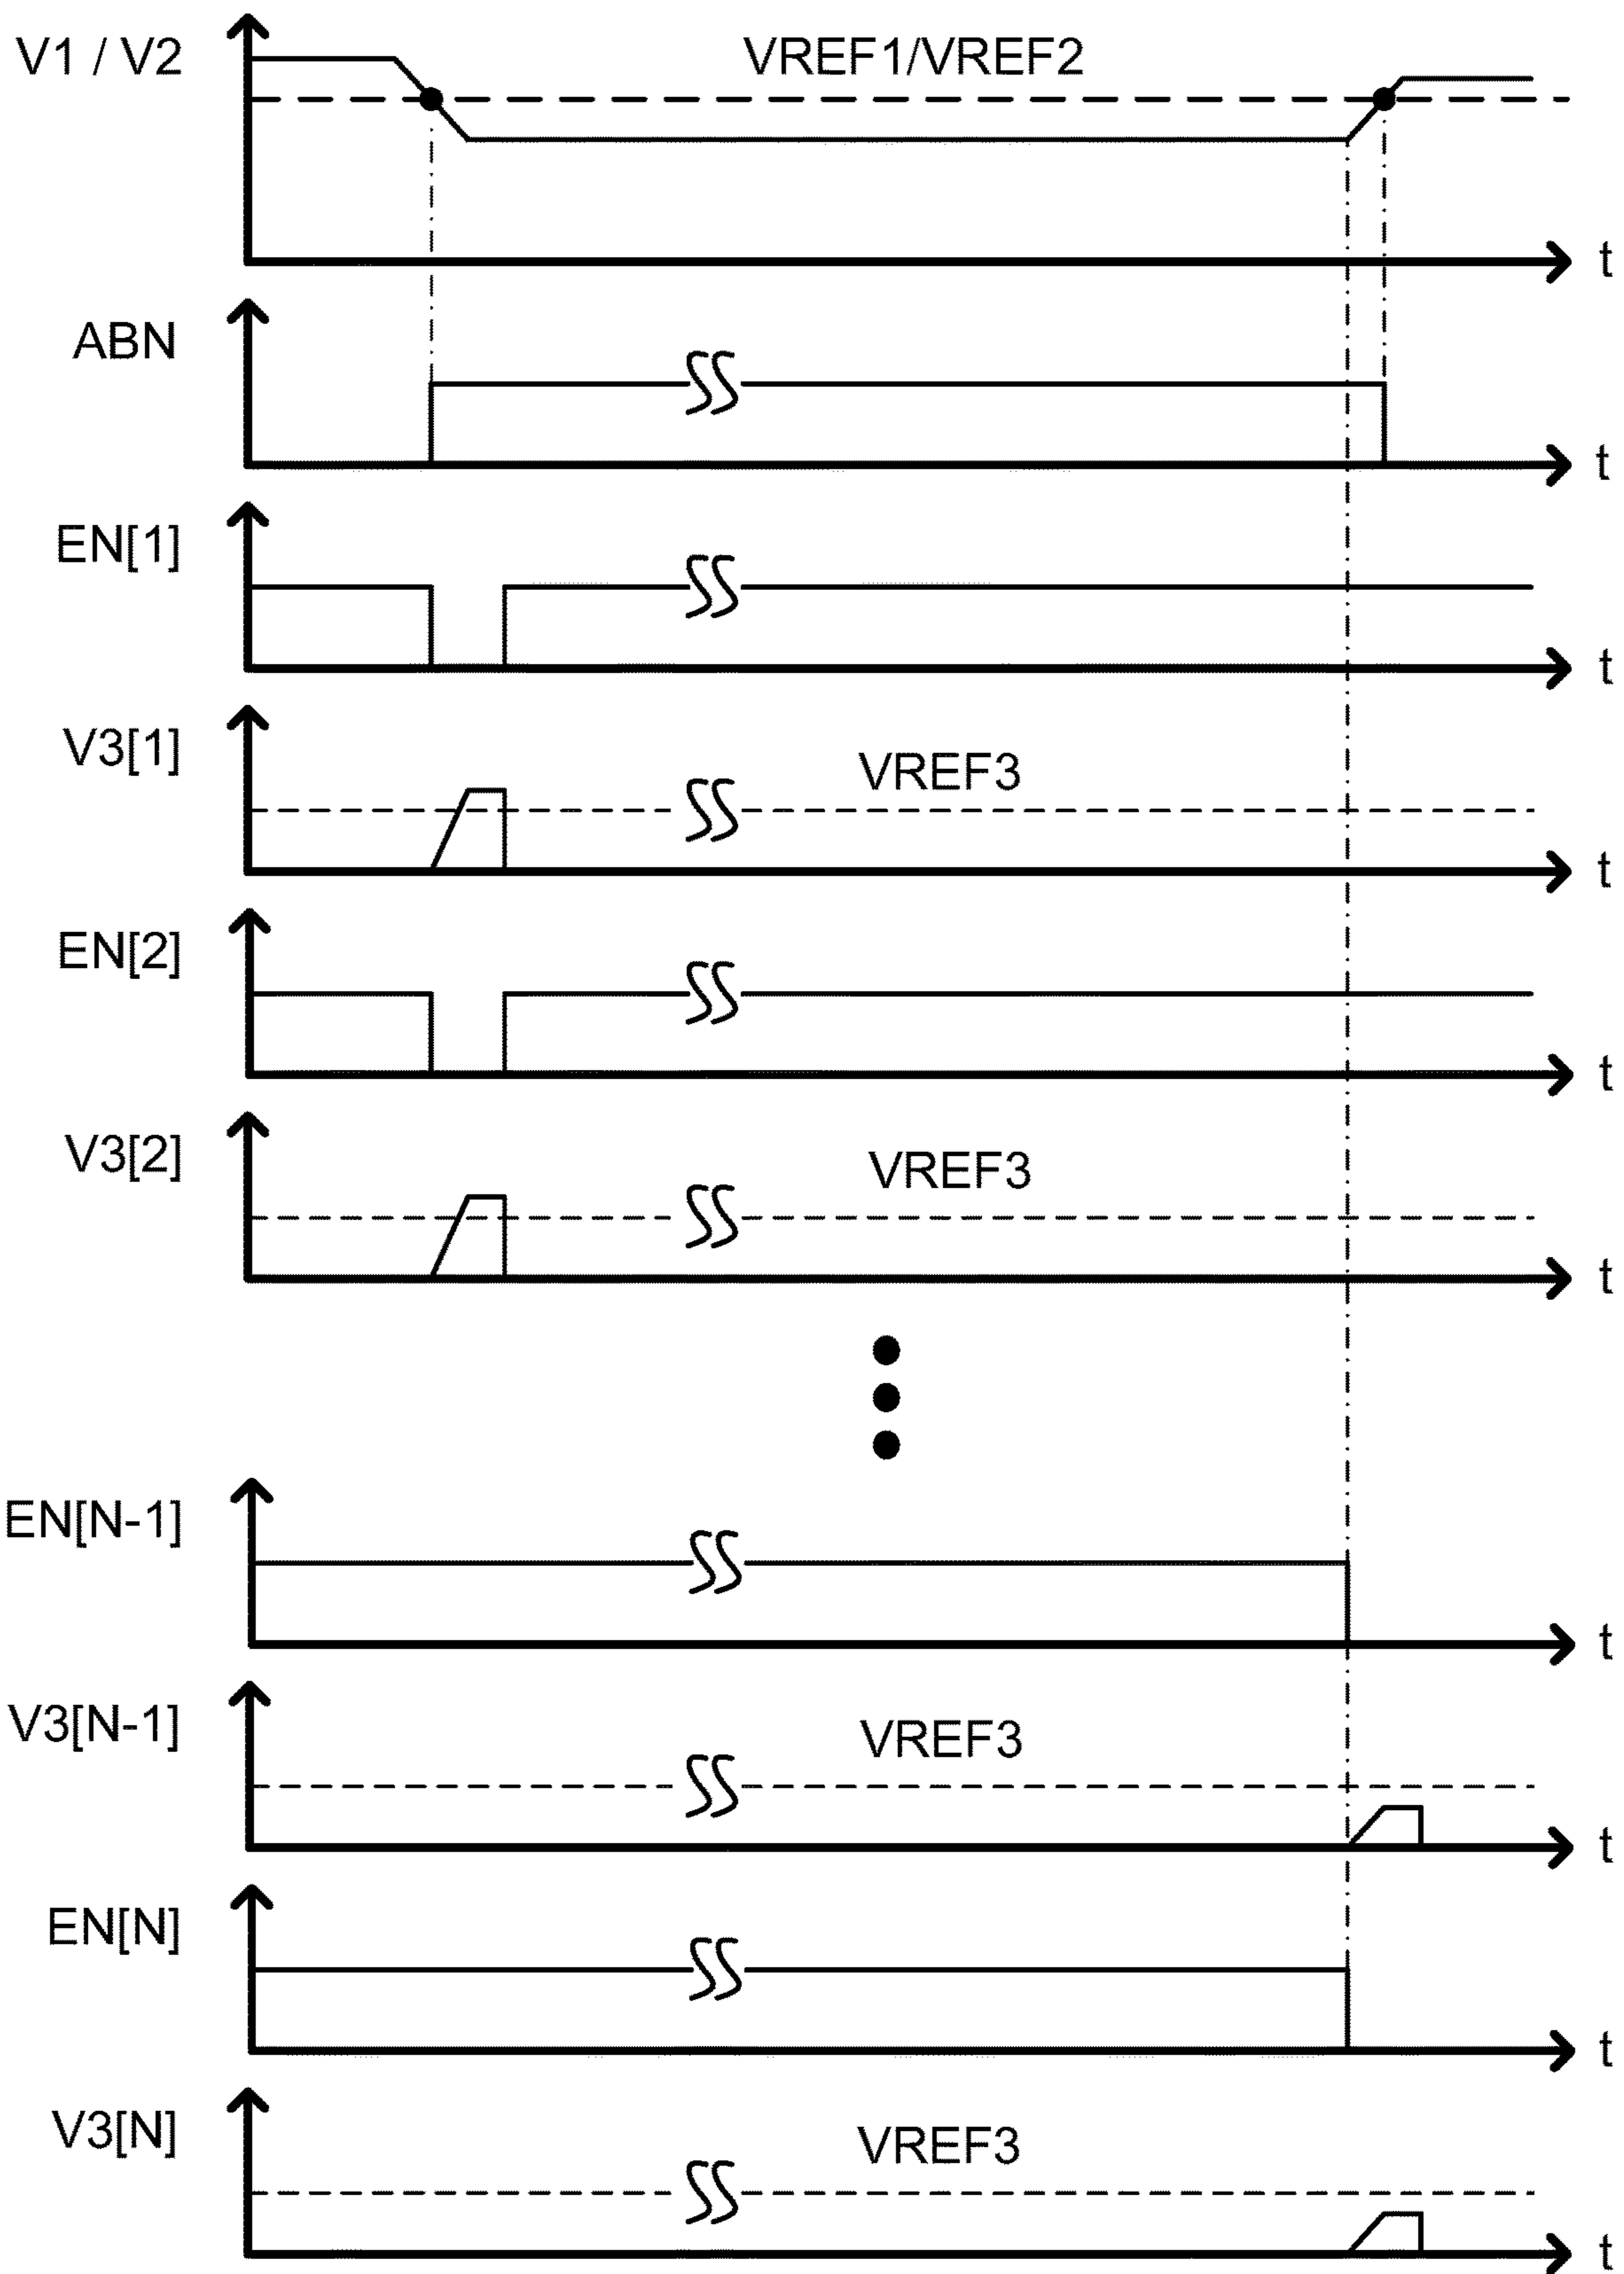 V1 / V2 VREF1/VREF2
t
ABN
t
EN[1]
t
V3[1] VREF3
t
EN[2]
t
V3[2] VREF3
t
EN[N-1]
t
V3[N-1] VREF3
t
EN[N]
t
V3[N] VREF3
t